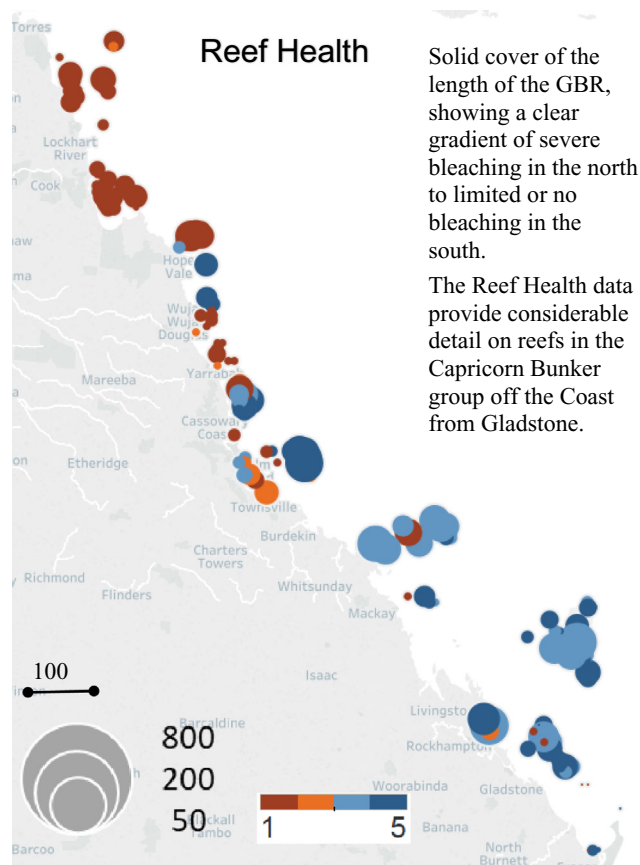 Torres
Reef Health
Solid cover of the
length of the GBR,
showing a clear
gradient of severe
bleaching in the north
to limited or no
bleaching in the
south.
The Reef Health data
provide considerable
detail on reefs in the
Capricorn Bunker
group off the Coast
from Gladstone.
Lockhart
River
Cook
Hope
Vale
Wujal
Wujal
Douglas
Mareeba
Yarrabah
Cassowary
Coast
Etheridge
Townsville
Burdekin
Charters
Towers
Richmond
Flinders
Whitsunday
Mackay
Isaac
100
Barcaldine
Livingsto
Rockhampton
Gladstone
Woorabinda
800
200
50
Blackall
Tambo
1
5
Banana
Barcoo
North
Burnett